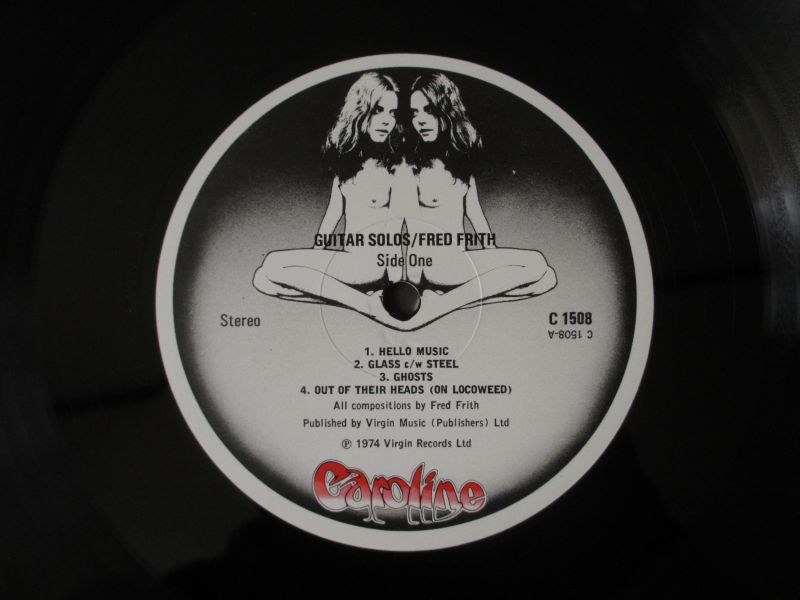 GUITAR SOLOS/FRED FRITH
Side One
Stereo
C 1508
C 1508-A
1. HELLO MUSIC
2. GLASS c/w STEEL
3. GHOSTS
4. OUT OF THEIR HEADS (ON LOCOWEED)
All compositions by Fred Frith
Published by Virgin Music (Publishers) Ltd
℗ 1974 Virgin Records Ltd
Caroline